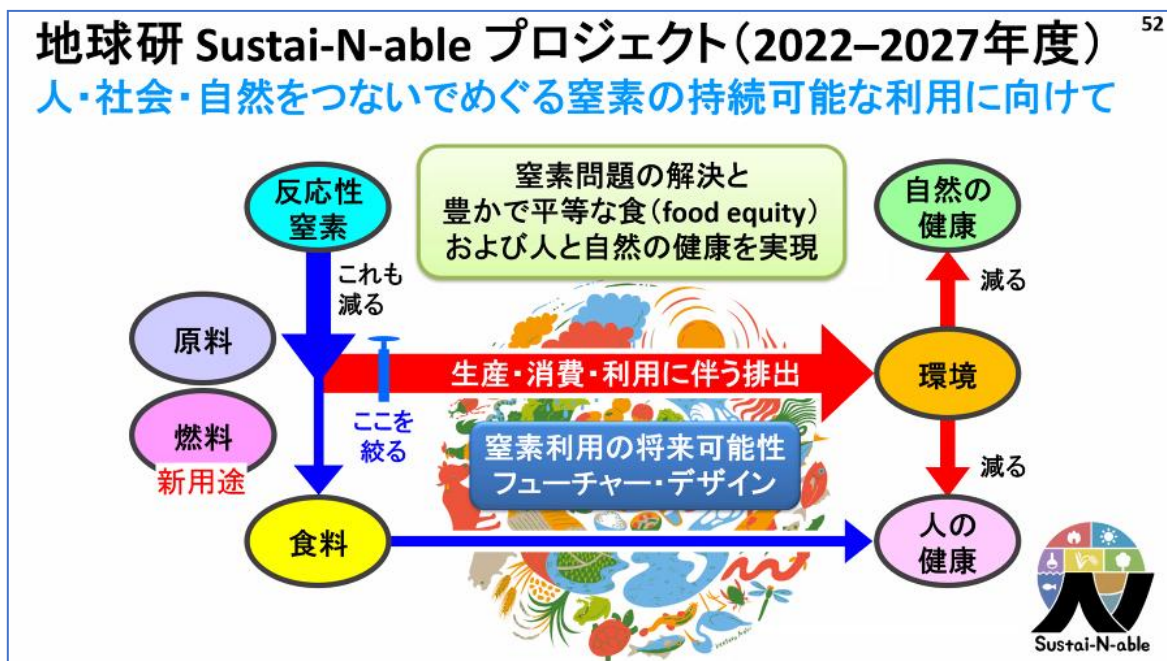 52
地球研 Sustai-N-able プロジェクト（2022–2027年度）
人・社会・自然をつないでめぐる窒素の持続可能な利用に向けて
反応性
窒素
これも
減る
原料
燃料
新用途
ここを
絞る
食料
窒素問題の解決と
豊かで平等な食（food equity）
および人と自然の健康を実現
生産・消費・利用に伴う排出
窒素利用の将来可能性
フューチャー・デザイン
自然の
健康
減る
環境
減る
人の
健康
Sustai-N-able